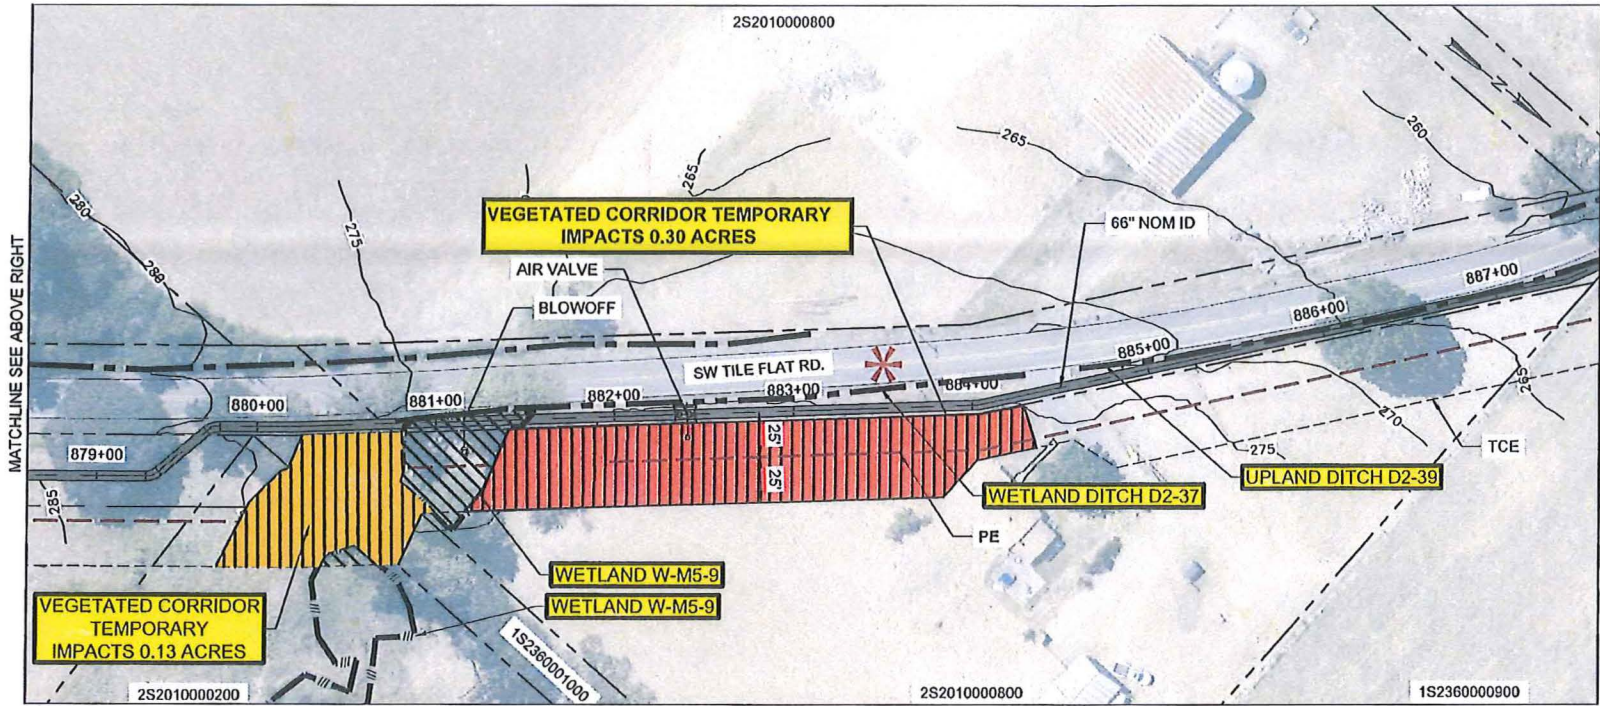 2S2010000800
N
280
280
275
265
265
260
VEGETATED CORRIDOR TEMPORARY
IMPACTS 0.30 ACRES
66" NOM ID
AIR VALVE
BLOWOFF
MATCHLINE SEE ABOVE RIGHT
887+00
886+00
885+00
SW TILE FLAT RD.
884+00
883+00
882+00
881+00
880+00
879+00
285
25'
25'
265
270
275
TCE
UPLAND DITCH D2-39
WETLAND DITCH D2-37
PE
WETLAND W-M5-9
WETLAND W-M5-9
VEGETATED CORRIDOR
TEMPORARY
IMPACTS 0.13 ACRES
1S2360001000
2S2010000200
2S2010000800
1S2360000900